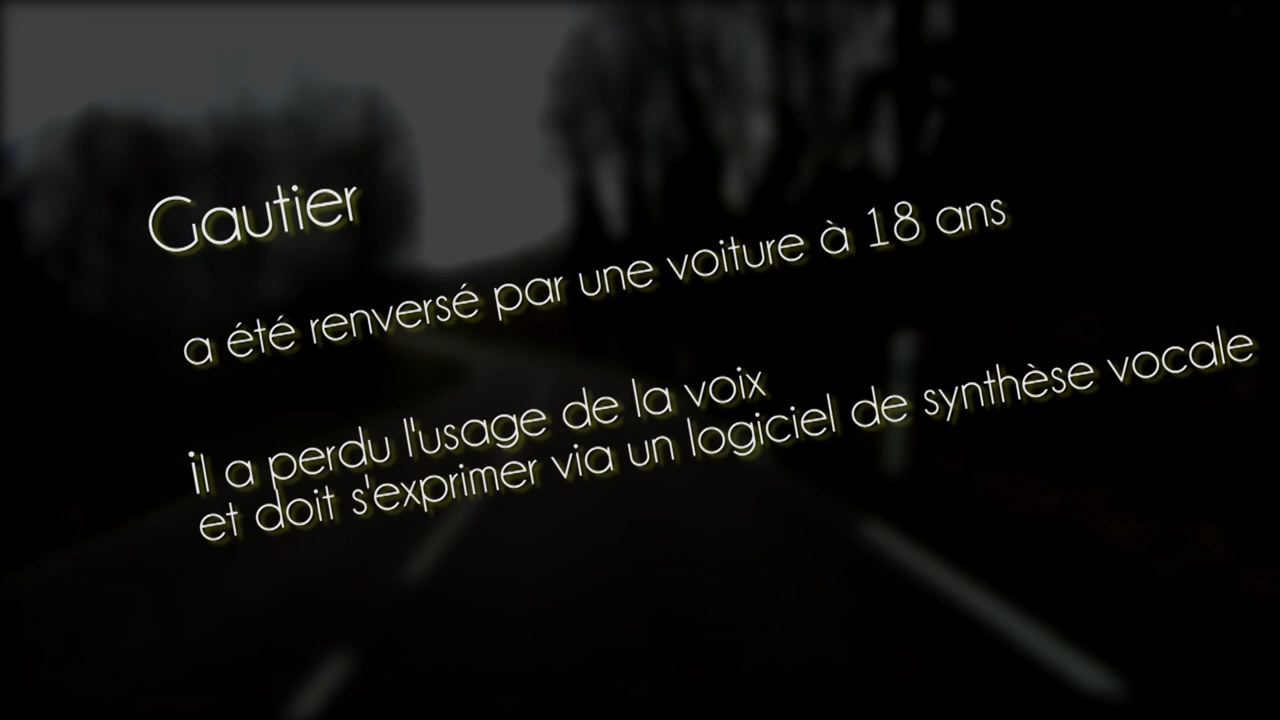 Gautier
a été renversé par une voiture à 18 ans
il a perdu l'usage de la voix
et doit s'exprimer via un logiciel de synthèse vocale